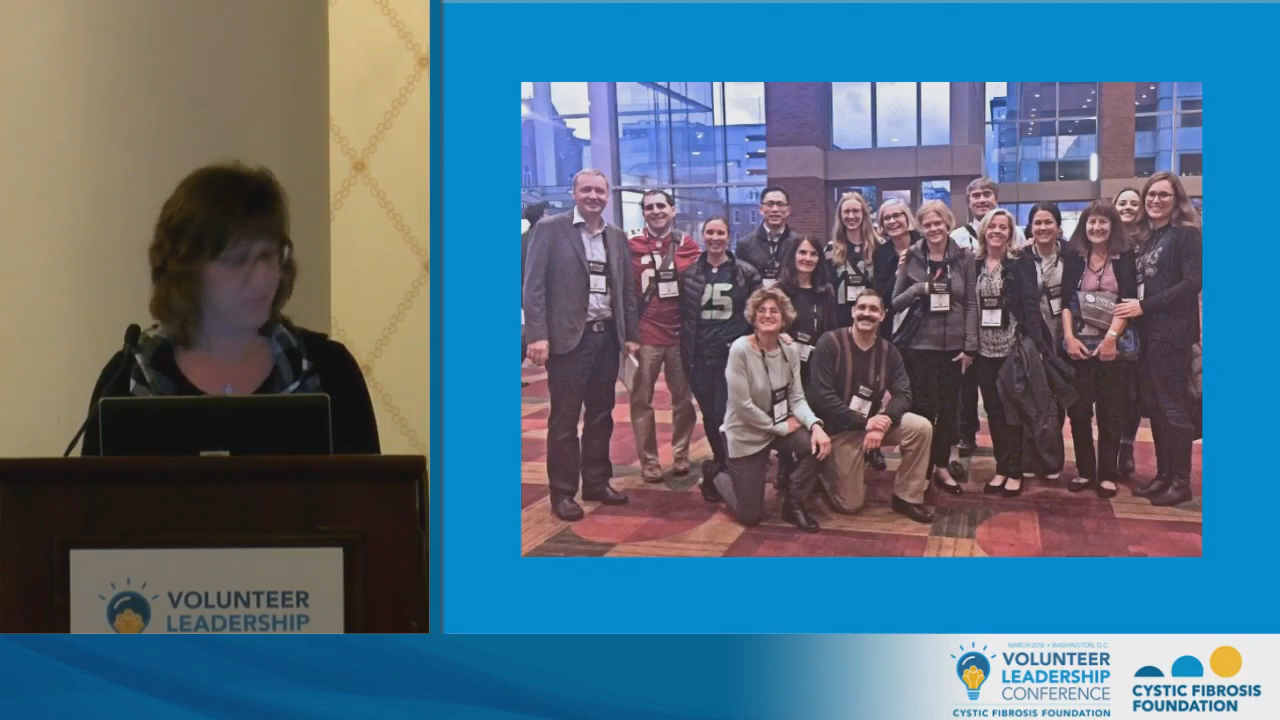 VOLUNTEER
LEADERSHIP
25
MARCH 2018 • WASHINGTON, D.C.
VOLUNTEER
LEADERSHIP
CONFERENCE
CYSTIC FIBROSIS FOUNDATION
CYSTIC FIBROSIS
FOUNDATION